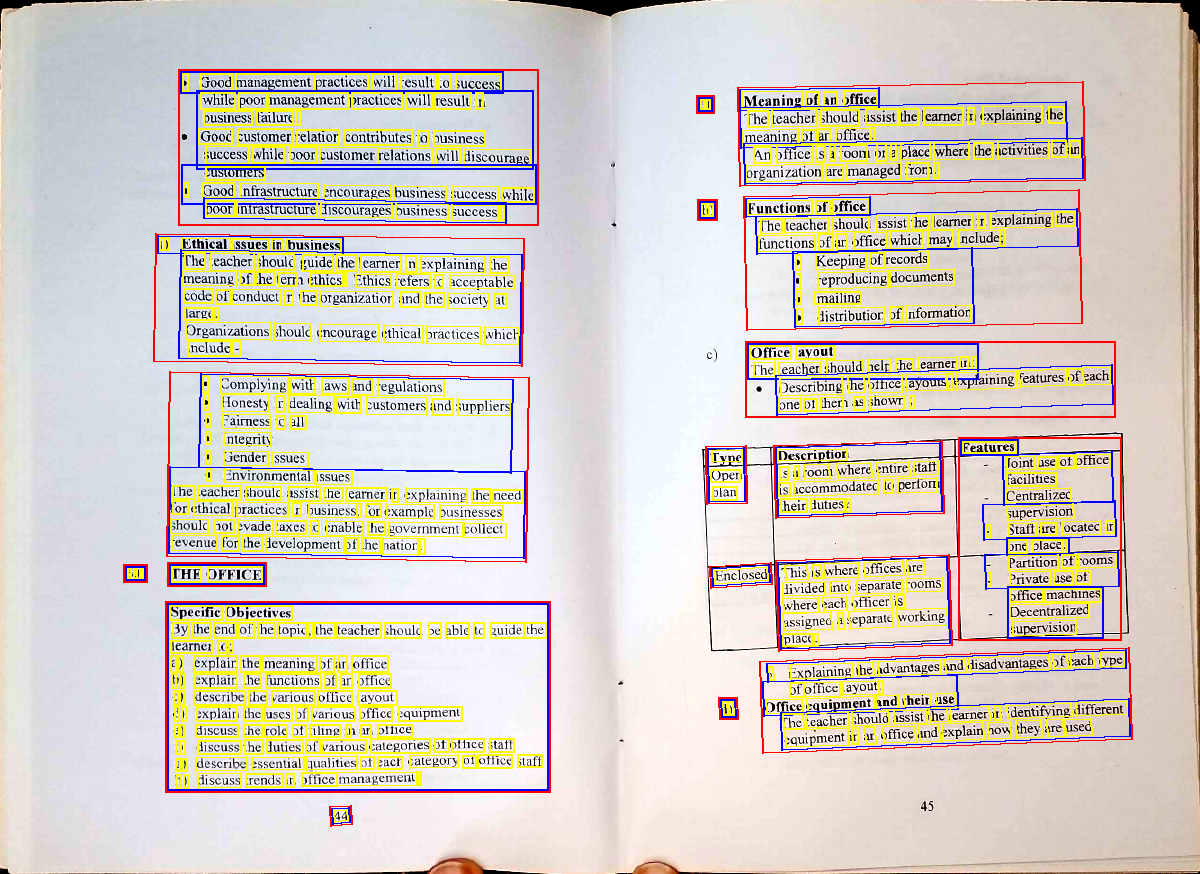 • Good management practices will result to success
while poor management practices will result in
business failure.
• Good customer relation contributes to business
success while poor customer relations will discourage
customers
• Good infrastructure encourages business success while
poor infrastructure discourages business success.
i) Ethical issues in business
The teacher should guide the learner in explaining the
meaning of the term ethics. Ethics refers to acceptable
code of conduct in the organization and the society at
large.
Organizations should encourage ethical practices which
include -
• Complying with laws and regulations
• Honesty in dealing with customers and suppliers
• Fairness to all
• Integrity
• Gender issues
• Environmental issues
The teacher should assist the learner in explaining the need
for ethical practices in business, for example businesses
should not evade taxes to enable the government collect
revenue for the development of the nation.
THE OFFICE
Specific Objectives
By the end of the topic, the teacher should be able to guide the
learner to;
a) explain the meaning of an office
b) explain the functions of an office
c) describe the various office layout
d) explain the uses of various office equipment
e) discuss the role of filing in an office
f) discuss the duties of various categories of office staff
g) describe essential qualities of each category of office staff
h) discuss trends in office management
44
a) Meaning of an office
The teacher should assist the learner in explaining the
meaning of an office.
An office is a room or a place where the activities of an
organization are managed from.
b) Functions of office
The teacher should assist the learner in explaining the
functions of an office which may include;
• Keeping of records
• reproducing documents
• mailing
• distribution of information
c) Office layout
The teacher should help the learner in:
• Describing the office layouts, explaining features of each
one of them as shown ;
Type Description Features
Open plan
is a room where entire staff
is accommodated to perform
their duties.
- Joint use of office
facilities
- Centralized
supervision
- Staff are located in
one place.
Enclosed
This is where offices are
divided into separate rooms
where each officer is
assigned a separate working
place.
- Partition of rooms
- Private use of
office machines
- Decentralized
supervision
• Explaining the advantages and disadvantages of each type
of office layout.
Office equipment and their use
The teacher should assist the learner in identifying different
equipment in an office and explain how they are used
45